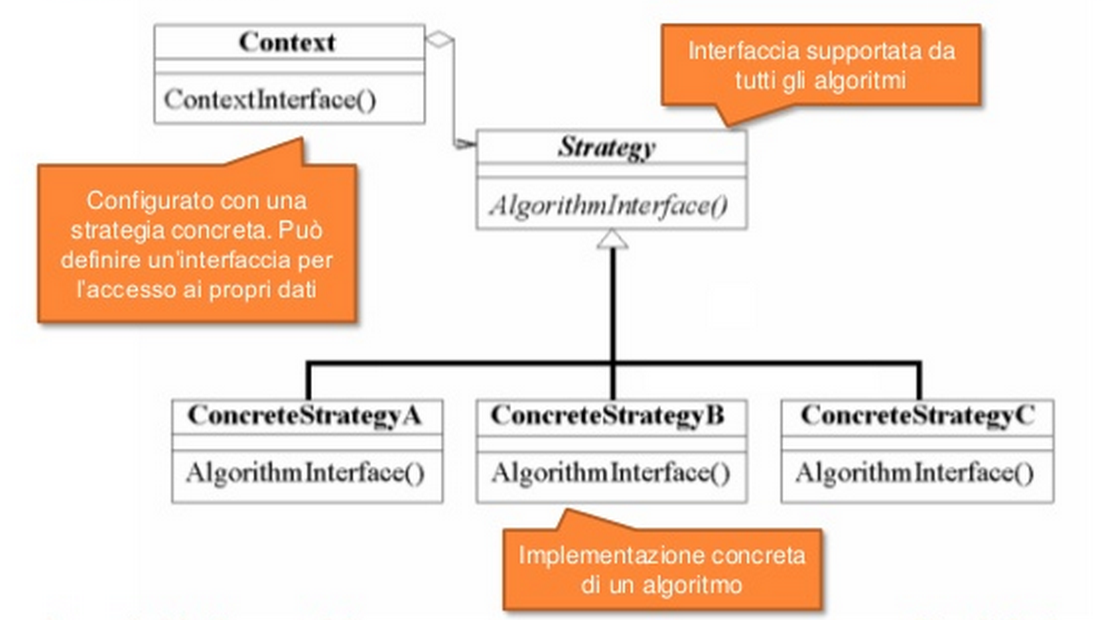 Context
ContextInterface()
Interfaccia supportata da
tutti gli algoritmi
Strategy
AlgorithmInterface()
Configurato con una
strategia concreta. Può
definire un'interfaccia per
l'accesso ai propri dati
ConcreteStrategyA
AlgorithmInterface()
ConcreteStrategyB
AlgorithmInterface()
ConcreteStrategyC
AlgorithmInterface()
Implementazione concreta
di un algoritmo